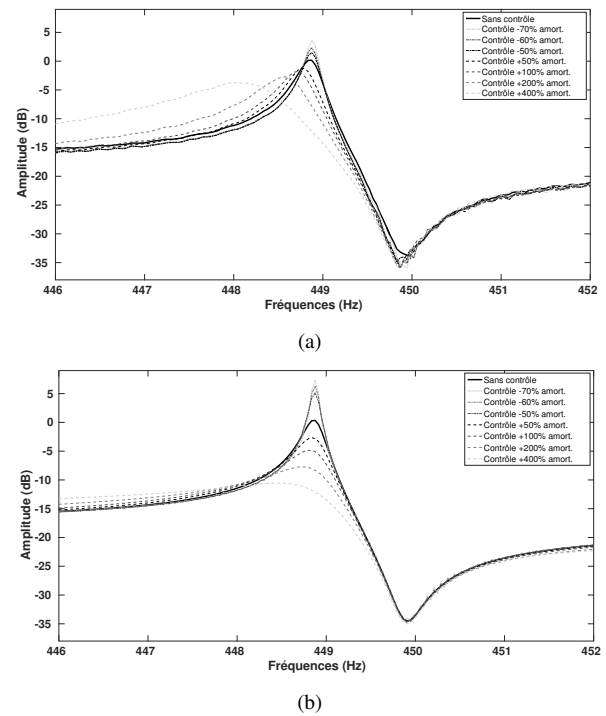 5
0
-5
-10
-15
-20
-25
-30
-35
Amplitude (dB)
Sans contrôle
Contrôle -70% amort.
Contrôle -60% amort.
Contrôle -50% amort.
Contrôle +50% amort.
Contrôle +100% amort.
Contrôle +200% amort.
Contrôle +400% amort.
446 447 448 449 450 451 452
Fréquences (Hz)
(a)
5
0
-5
-10
-15
-20
-25
-30
-35
Amplitude (dB)
Sans contrôle
Contrôle -70% amort.
Contrôle -60% amort.
Contrôle -50% amort.
Contrôle +50% amort.
Contrôle +100% amort.
Contrôle +200% amort.
Contrôle +400% amort.
446 447 448 449 450 451 452
Fréquences (Hz)
(b)